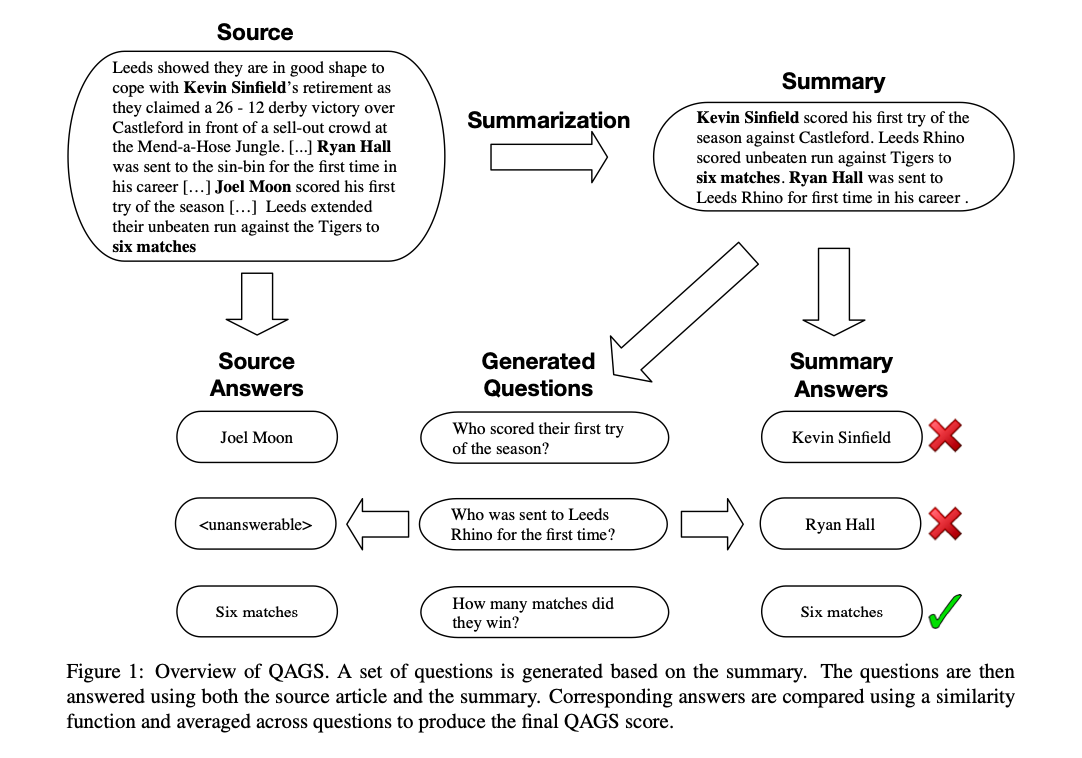 Source
Leeds showed they are in good shape to
cope with Kevin Sinfield's retirement as
they claimed a 26 - 12 derby victory over
Castleford in front of a sell-out crowd at
the Mend-a-Hose Jungle. [...] Ryan Hall
was sent to the sin-bin for the first time in
his career […] Joel Moon scored his first
try of the season […] Leeds extended
their unbeaten run against the Tigers to
six matches
Summarization
Summary
Kevin Sinfield scored his first try of the
season against Castleford. Leeds Rhino
scored unbeaten run against Tigers to
six matches. Ryan Hall was sent to
Leeds Rhino for first time in his career .
Source
Answers
Generated
Questions
Summary
Answers
Joel Moon
Who scored their first try
of the season?
Kevin Sinfield
<unanswerable>
Who was sent to Leeds
Rhino for the first time?
Ryan Hall
Six matches
How many matches did
they win?
Six matches
Figure 1: Overview of QAGS. A set of questions is generated based on the summary. The questions are then
answered using both the source article and the summary. Corresponding answers are compared using a similarity
function and averaged across questions to produce the final QAGS score.